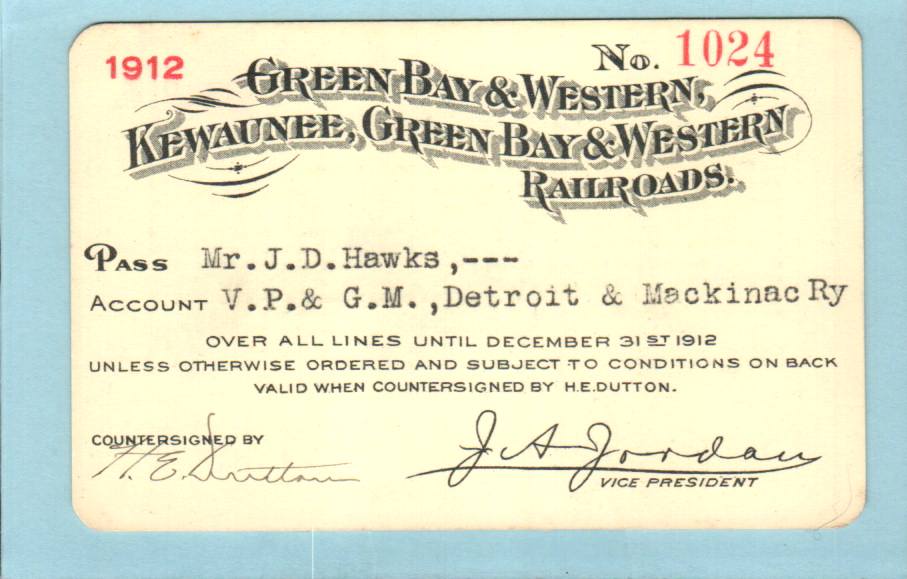 1912
No. 1024
GREEN BAY & WESTERN,
KEWAUNEE, GREEN BAY & WESTERN
RAILROADS.
PASS Mr.J.D.Hawks,---
ACCOUNT V.P.& G.M.,Detroit & Mackinac Ry
OVER ALL LINES UNTIL DECEMBER 31ST 1912
UNLESS OTHERWISE ORDERED AND SUBJECT TO CONDITIONS ON BACK
VALID WHEN COUNTERSIGNED BY H.E.DUTTON.
COUNTERSIGNED BY
H.E.Dutton
J A Jordan
VICE PRESIDENT